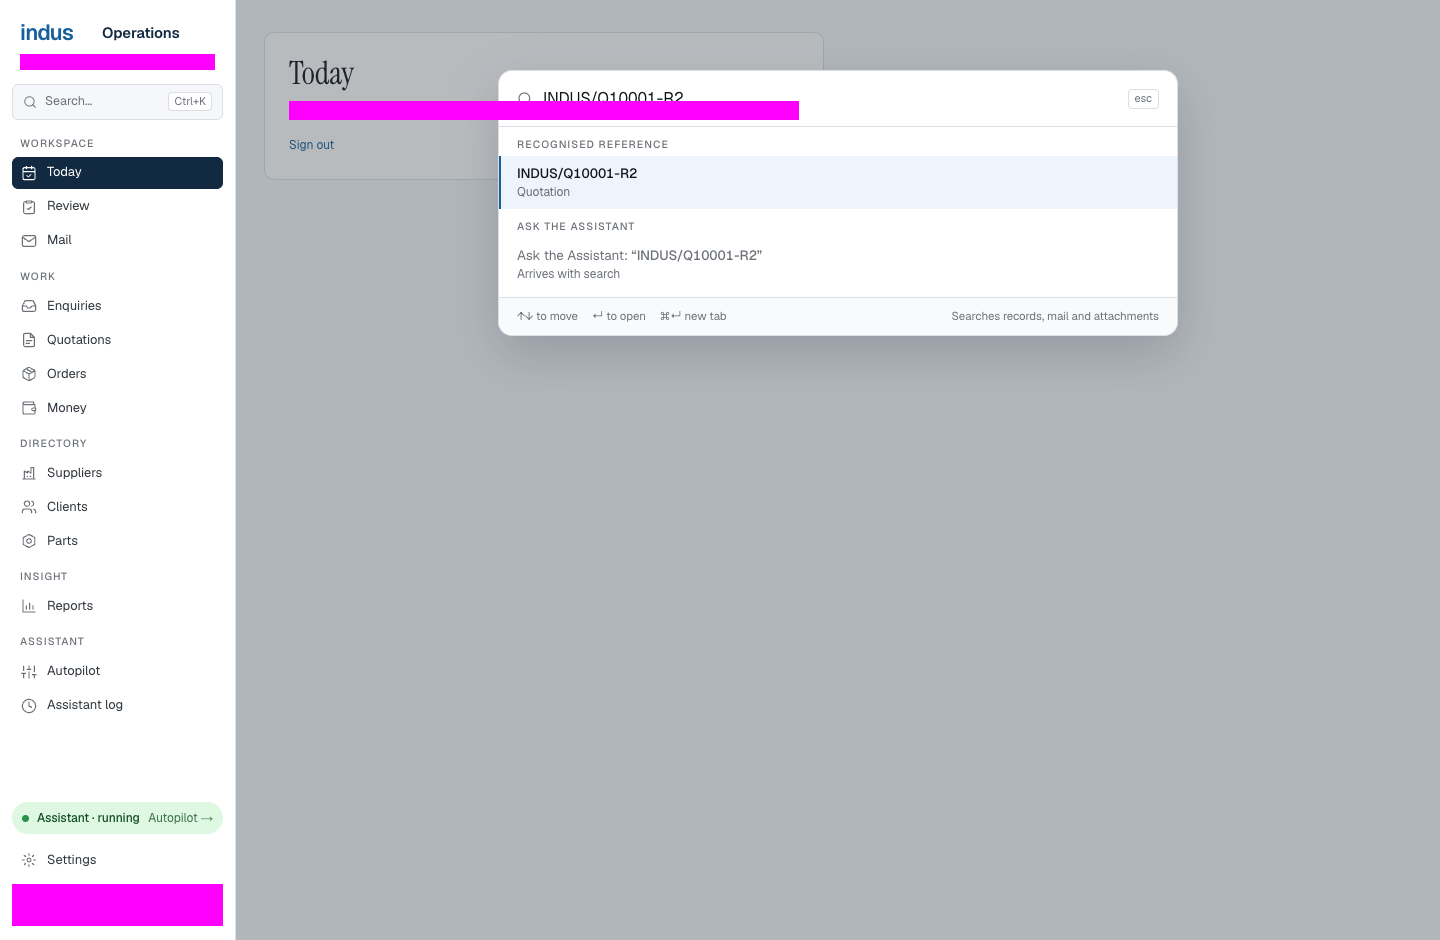 indus Operations
Search... Ctrl+K
WORKSPACE
Today
Review
Mail
WORK
Enquiries
Quotations
Orders
Money
DIRECTORY
Suppliers
Clients
Parts
INSIGHT
Reports
ASSISTANT
Autopilot
Assistant log
Assistant · running Autopilot →
Settings
Today
Sign out
INDUS/Q10001-R2 esc
RECOGNISED REFERENCE
INDUS/Q10001-R2
Quotation
ASK THE ASSISTANT
Ask the Assistant: “INDUS/Q10001-R2”
Arrives with search
↑↓ to move ↵ to open ⌘↵ new tab Searches records, mail and attachments